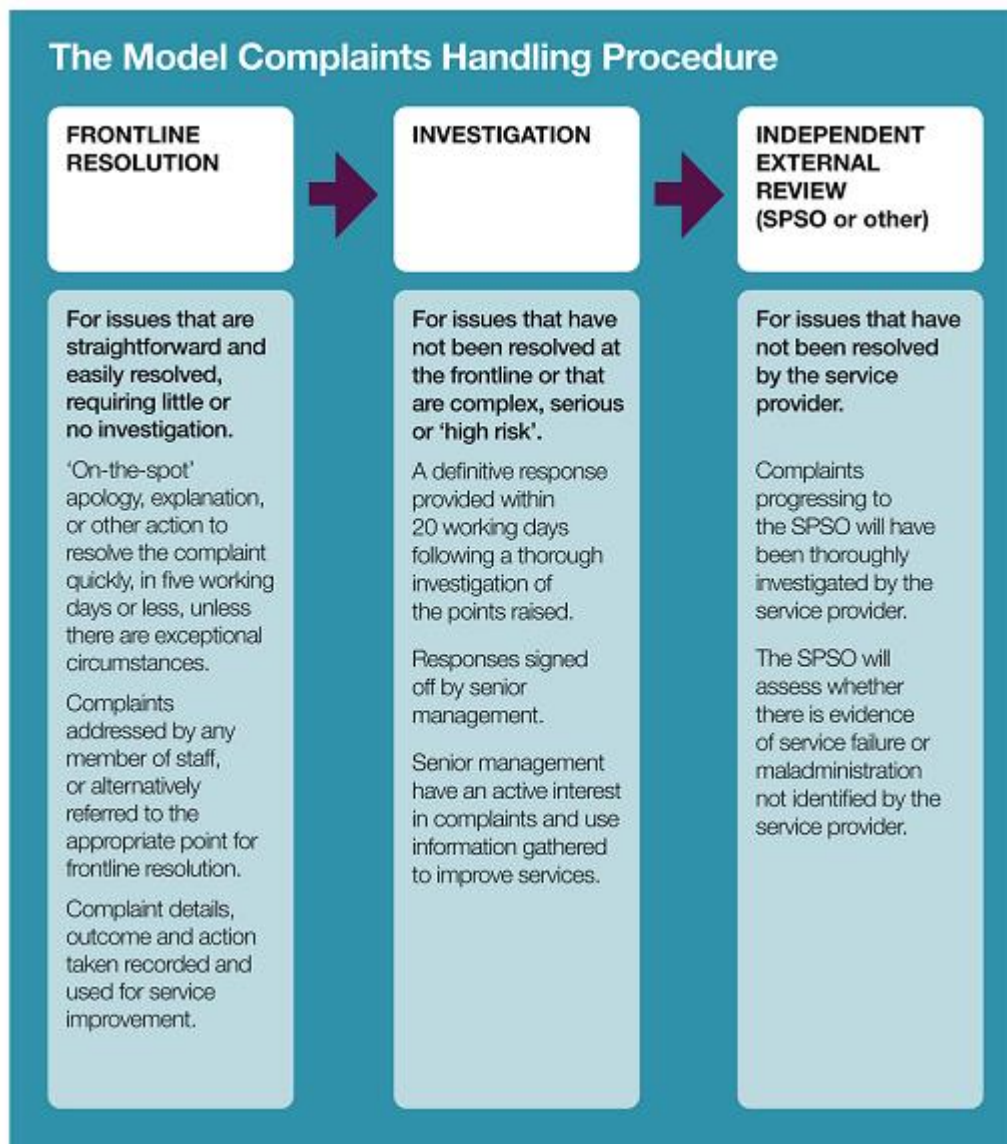 The Model Complaints Handling Procedure
FRONTLINE
RESOLUTION
For issues that are
straightforward and
easily resolved,
requiring little or
no investigation.
‘On-the-spot’
apology, explanation,
or other action to
resolve the complaint
quickly, in five working
days or less, unless
there are exceptional
circumstances.
Complaints
addressed by any
member of staff,
or alternatively
referred to the
appropriate point for
frontline resolution.
Complaint details,
outcome and action
taken recorded and
used for service
improvement.
INVESTIGATION
For issues that have
not been resolved at
the frontline or that
are complex, serious
or ‘high risk’.
A definitive response
provided within
20 working days
following a thorough
investigation of
the points raised.
Responses signed
off by senior
management.
Senior management
have an active interest
in complaints and use
information gathered
to improve services.
INDEPENDENT
EXTERNAL
REVIEW
(SPSO or other)
For issues that have
not been resolved
by the service
provider.
Complaints
progressing to
the SPSO will have
been thoroughly
investigated by the
service provider.
The SPSO will
assess whether
there is evidence
of service failure or
maladministration
not identified by the
service provider.